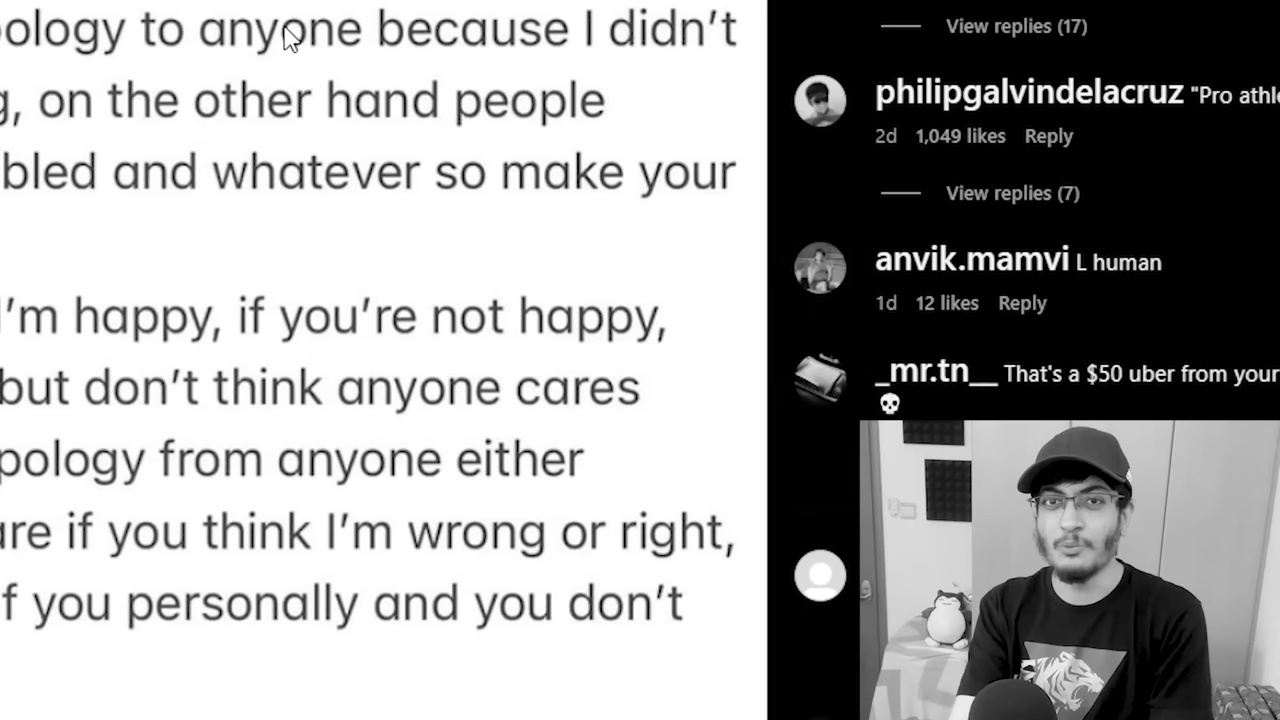 ology to anyone because I didn't
, on the other hand people
bled and whatever so make your
I'm happy, if you're not happy,
but don't think anyone cares
pology from anyone either
are if you think I'm wrong or right,
f you personally and you don't
View replies (17)
philipgalvindelacruz "Pro athle
2d 1,049 likes Reply
View replies (7)
anvik.mamvi L human
1d 12 likes Reply
_mr.tn__ That's a $50 uber from your
💀